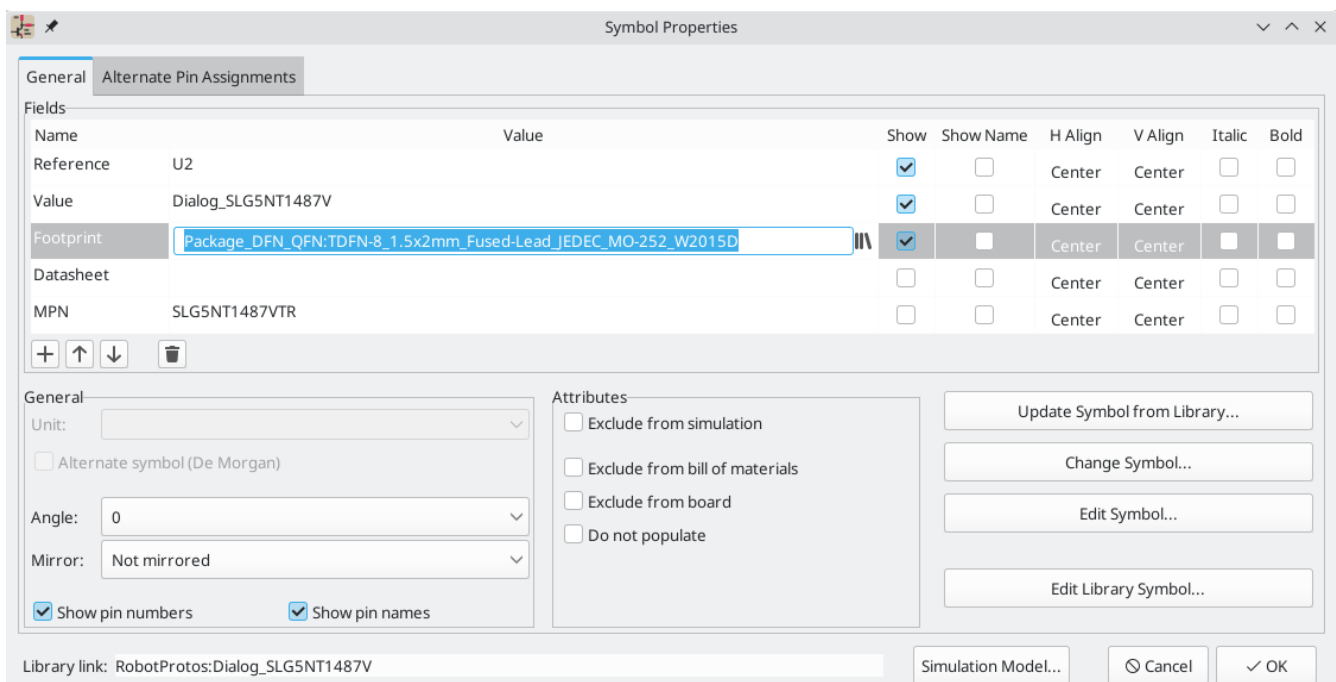 Symbol Properties
General Alternate Pin Assignments
Fields
Name Value Show Show Name H Align V Align Italic Bold
Reference U2 Center Center
Value Dialog_SLG5NT1487V Center Center
Footprint Package_DFN_QFN:TDFN-8_1.5x2mm_Fused-Lead_JEDEC_MO-252_W2015D Center Center
Datasheet Center Center
MPN SLG5NT1487VTR Center Center
General
Unit:
Alternate symbol (De Morgan)
Angle: 0
Mirror: Not mirrored
Show pin numbers Show pin names
Attributes
Exclude from simulation
Exclude from bill of materials
Exclude from board
Do not populate
Update Symbol from Library...
Change Symbol...
Edit Symbol...
Edit Library Symbol...
Library link: RobotProtos:Dialog_SLG5NT1487V Simulation Model... Cancel OK